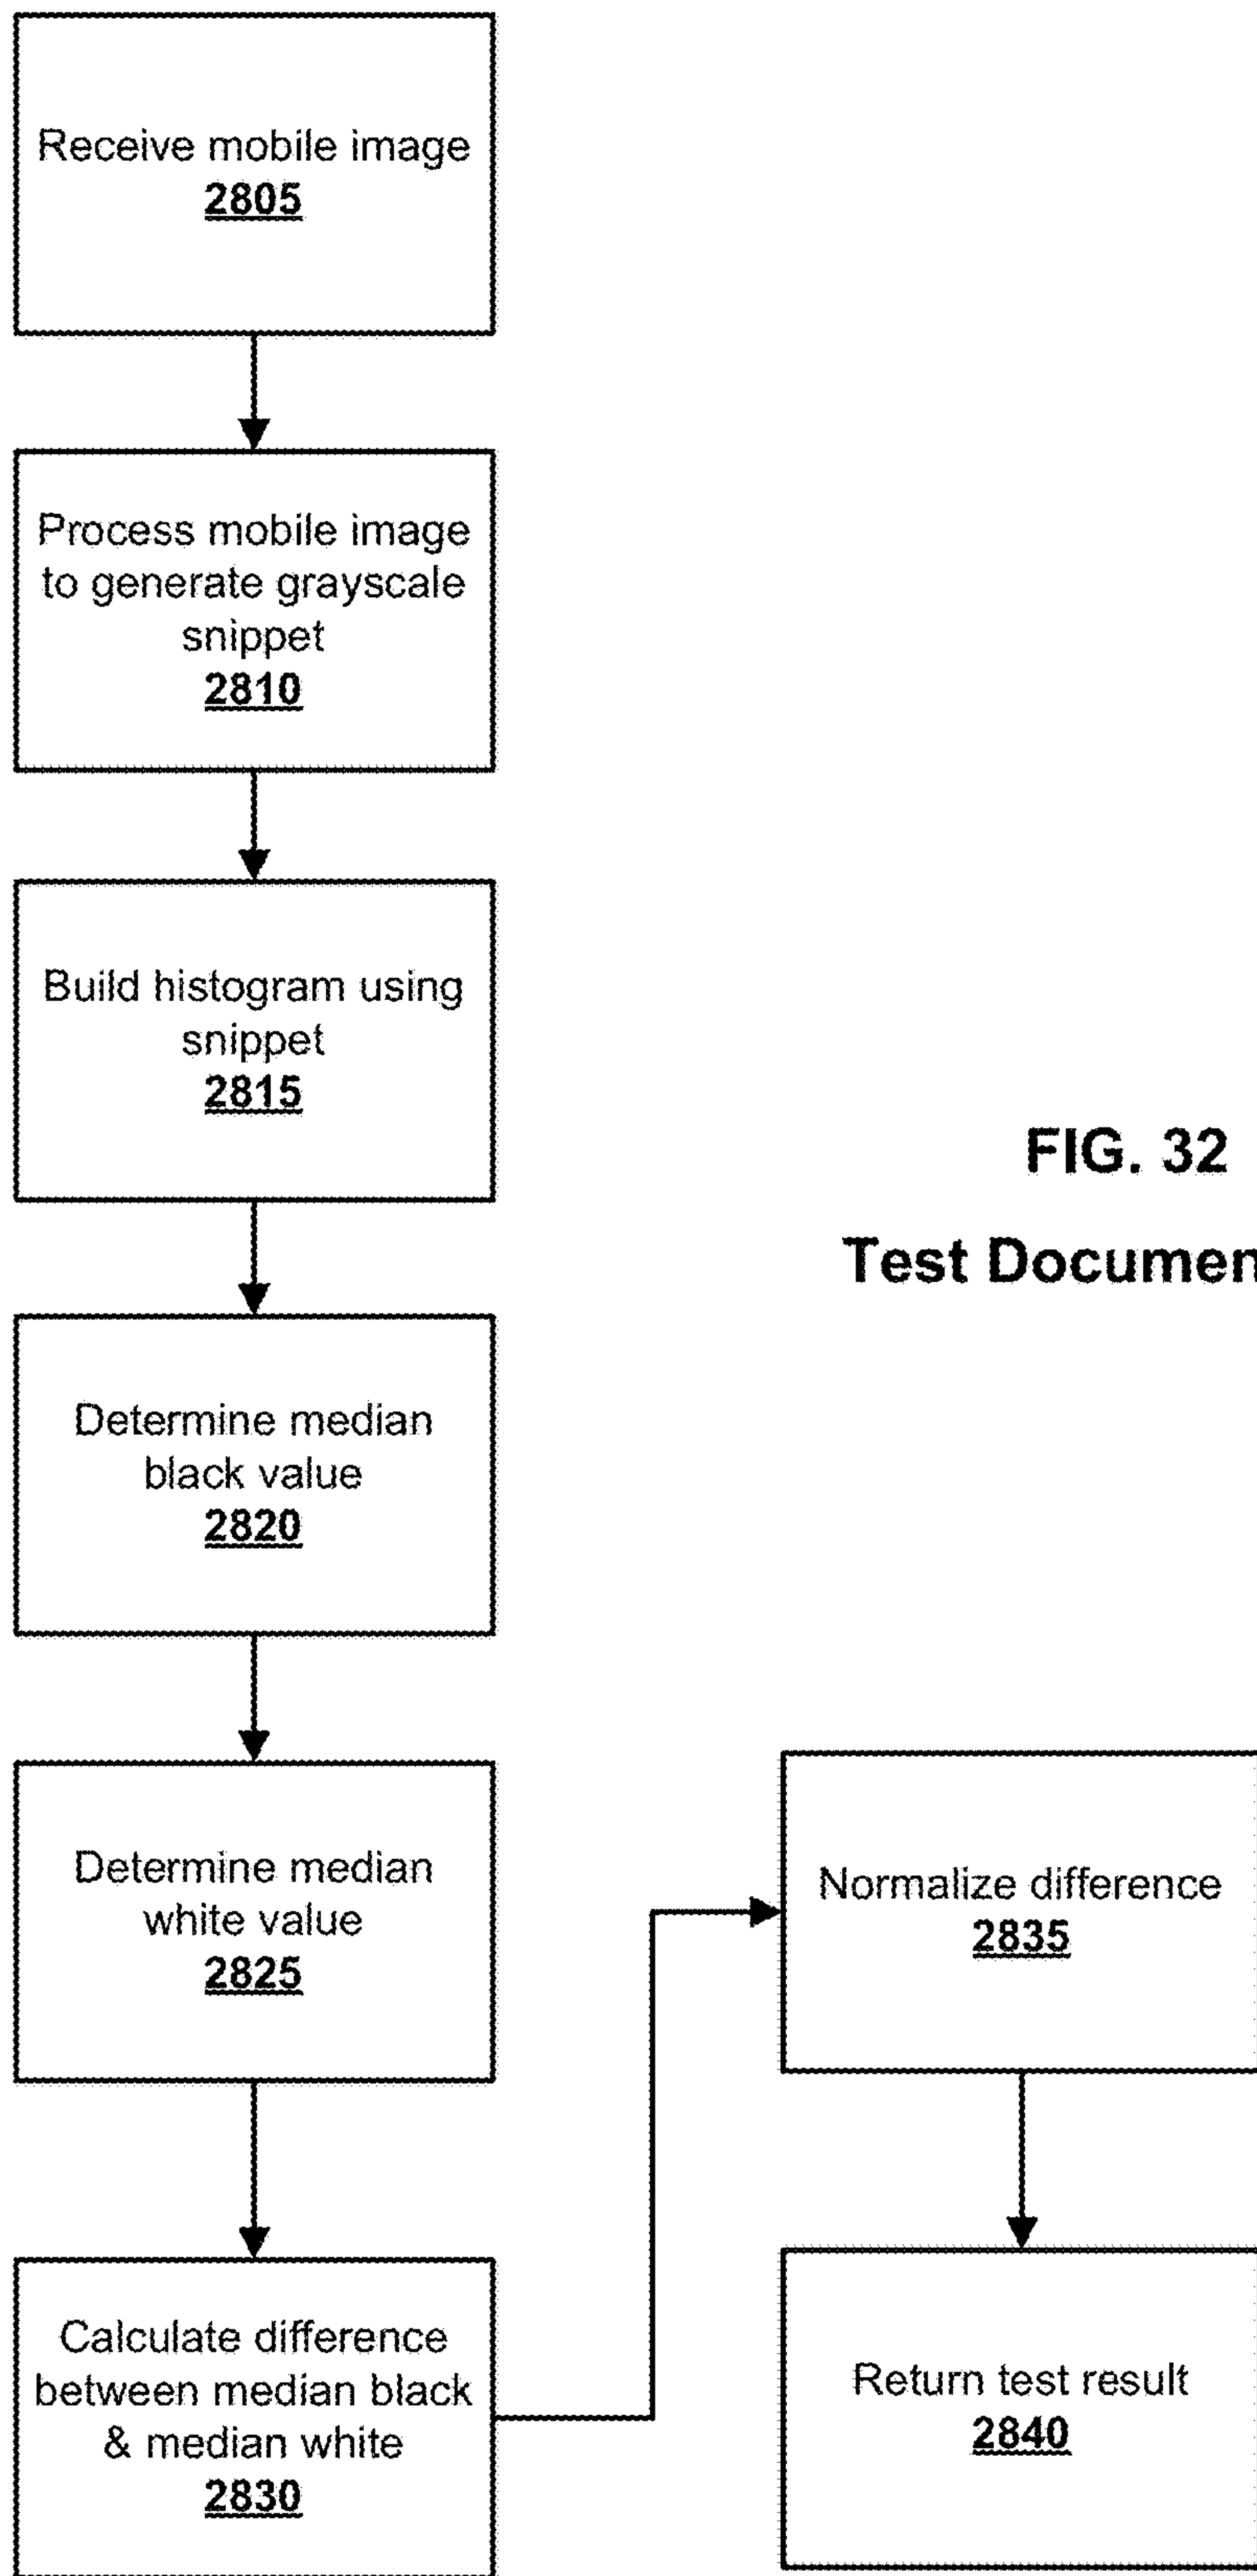 Receive mobile image
2805
Process mobile image
to generate grayscale
snippet
2810
Build histogram using
snippet
2815
Determine median
black value
2820
Determine median
white value
2825
Calculate difference
between median black
& median white
2830
Normalize difference
2835
Return test result
2840
FIG. 32
Test